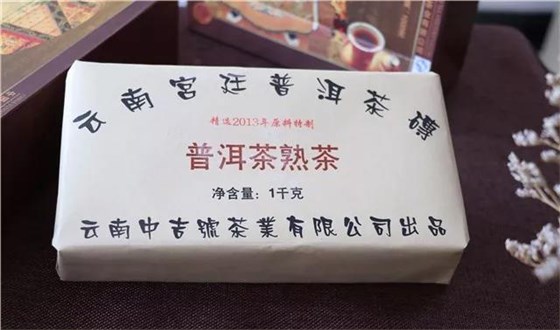 云南宫廷普洱茶磚
精选2013年原料特制
普洱茶熟茶
净含量：1千克
云南中吉號茶業有限公司出品